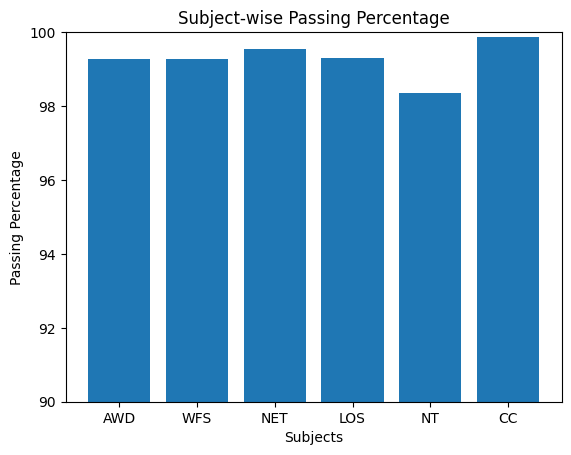 Subject-wise Passing Percentage
100
98
96
94
92
90
Passing Percentage
AWD WFS NET LOS NT CC
Subjects